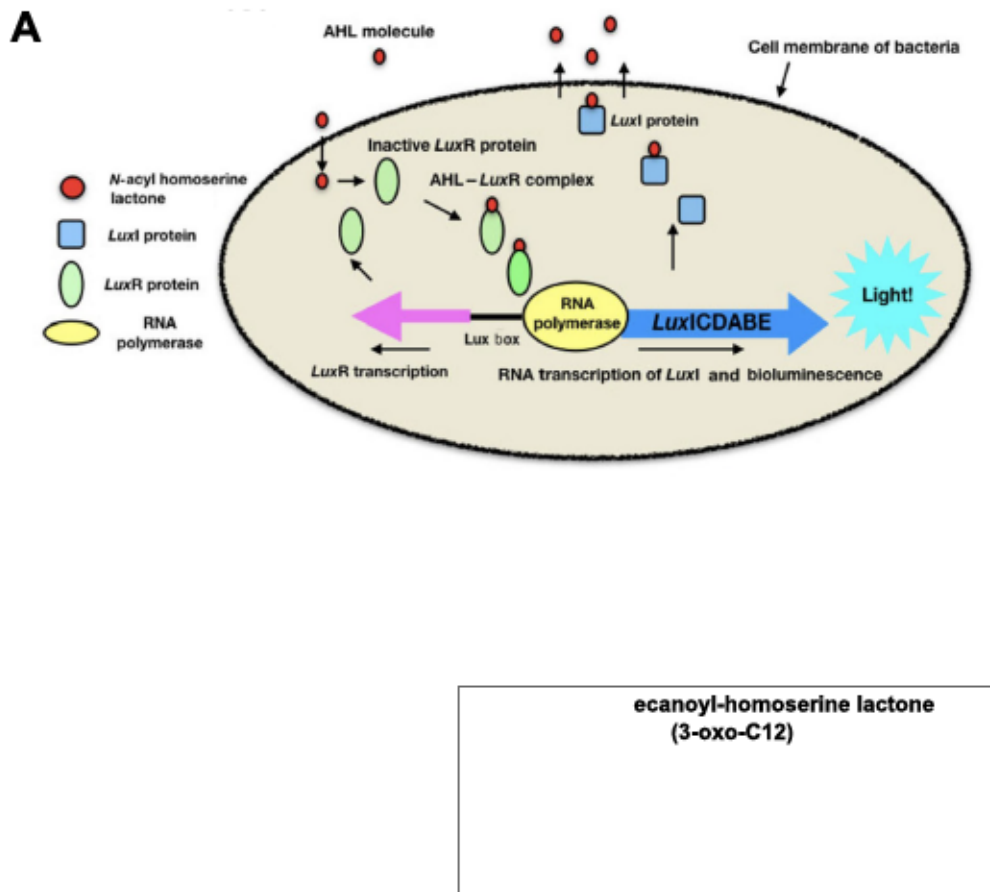 A
AHL molecule
Cell membrane of bacteria
LuxI protein
Inactive LuxR protein
AHL – LuxR complex
N-acyl homoserine
lactone
LuxI protein
LuxR protein
RNA
polymerase
RNA
polymerase
LuxICDABE
Light!
Lux box
LuxR transcription
RNA transcription of LuxI and bioluminescence
ecanoyl-homoserine lactone
(3-oxo-C12)